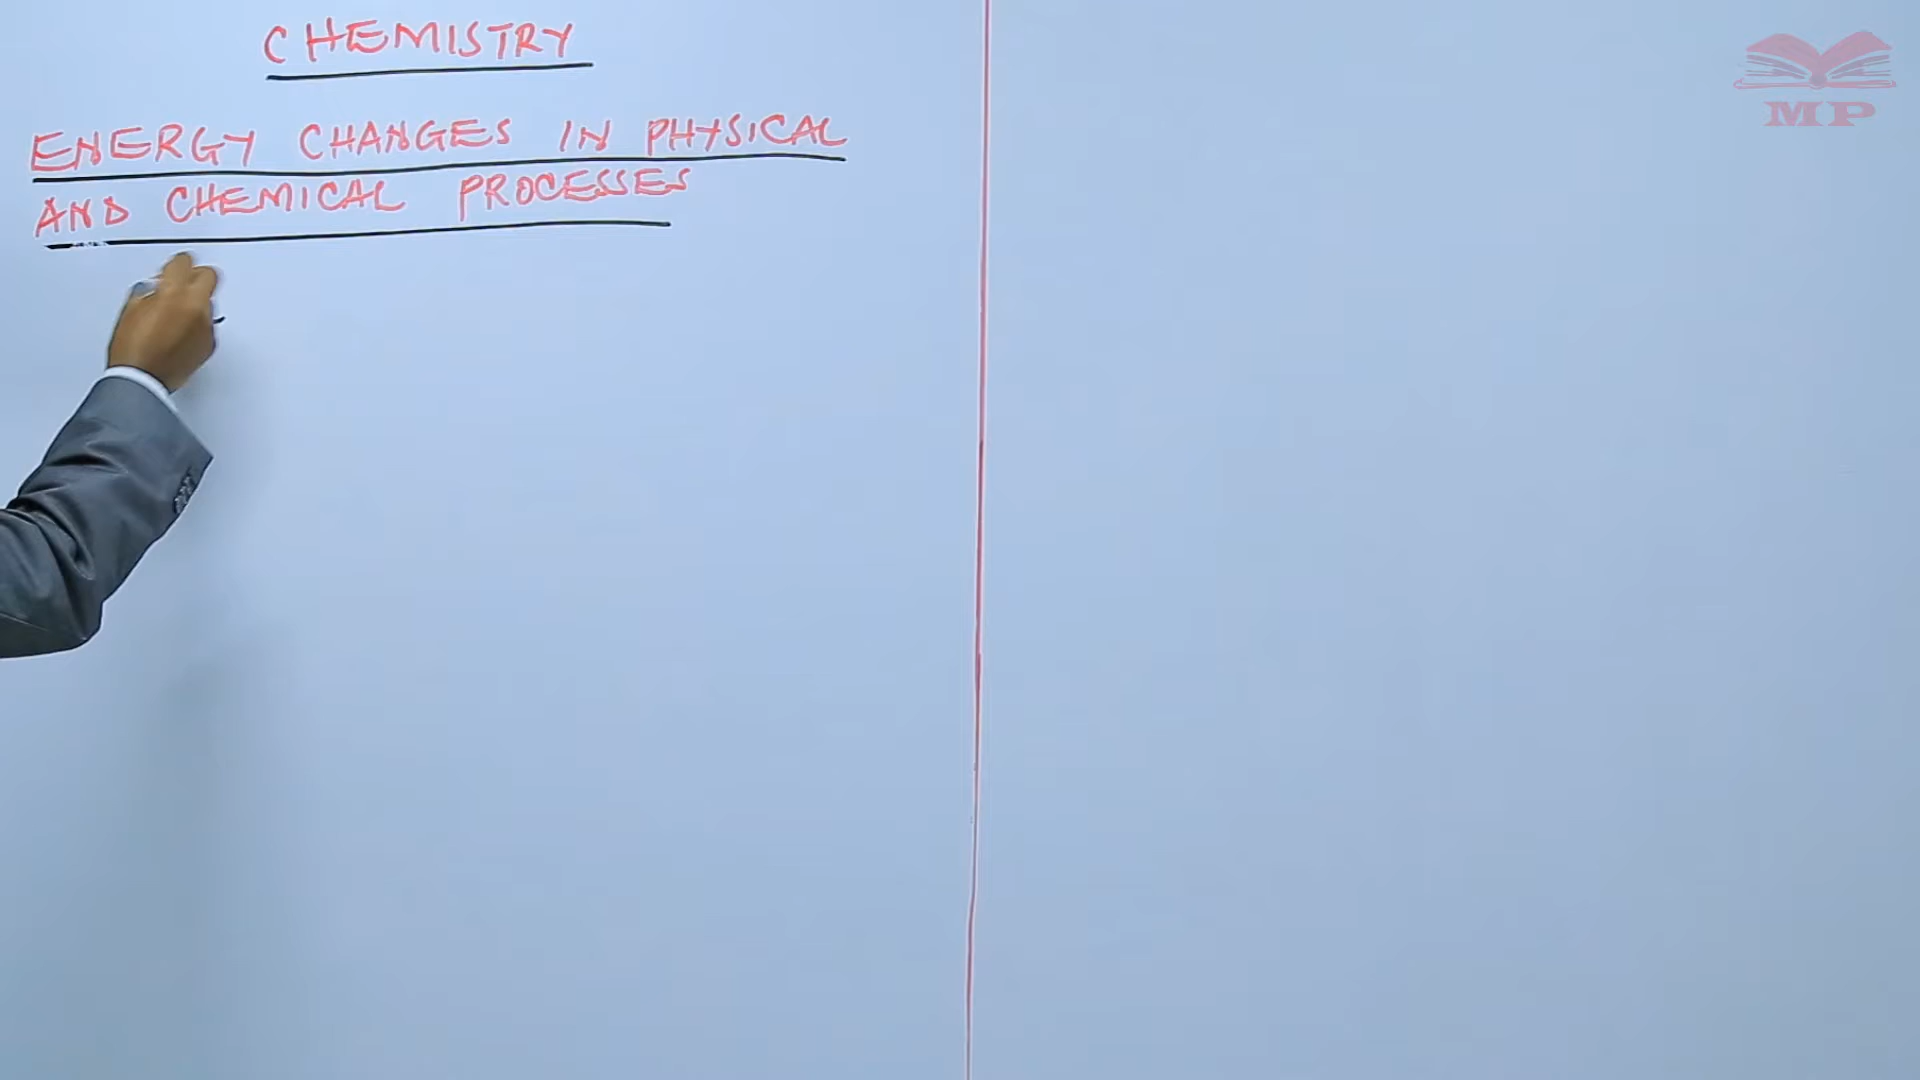 CHEMISTRY
ENERGY CHANGES IN PHYSICAL
AND CHEMICAL PROCESSES
MP